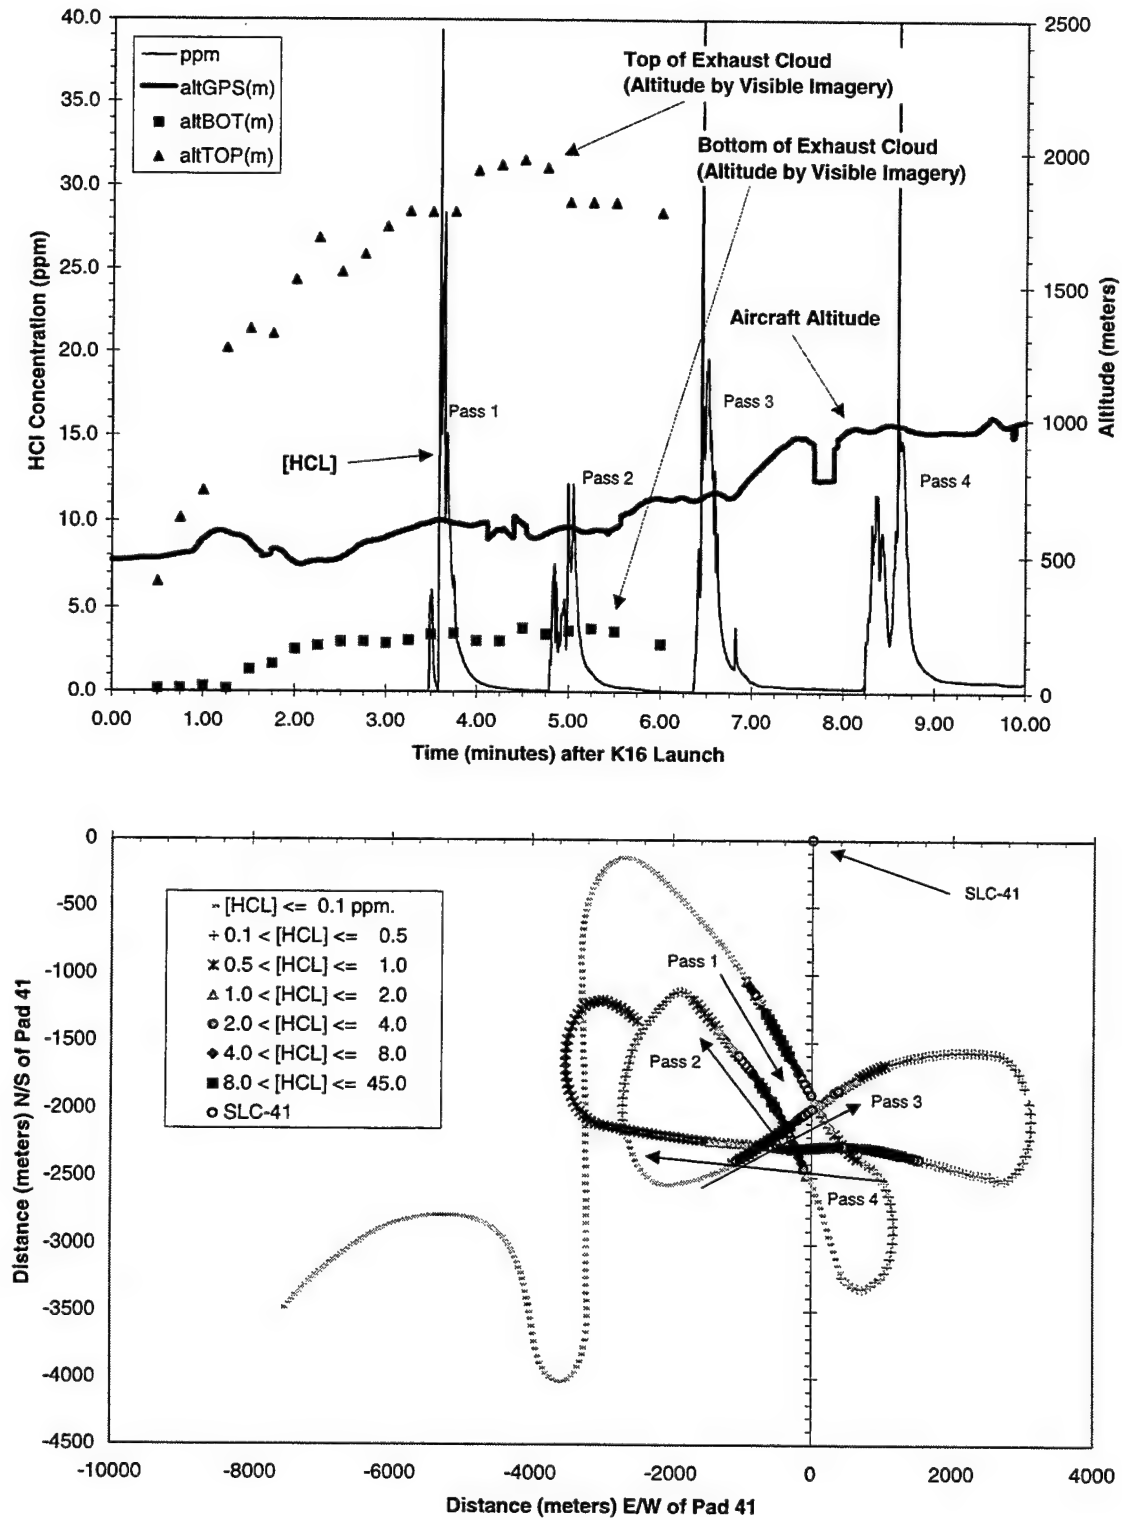 40.0
35.0
30.0
25.0
20.0
15.0
10.0
5.0
0.0
HCl Concentration (ppm)
ppm
altGPS(m)
altBOT(m)
altTOP(m)
Top of Exhaust Cloud
(Altitude by Visible Imagery)
Bottom of Exhaust Cloud
(Altitude by Visible Imagery)
Aircraft Altitude
[HCL]
Pass 1
Pass 2
Pass 3
Pass 4
2500
2000
1500
1000
500
0
Altitude (meters)
0.00 1.00 2.00 3.00 4.00 5.00 6.00 7.00 8.00 9.00 10.00
Time (minutes) after K16 Launch
0
-500
-1000
-1500
-2000
-2500
-3000
-3500
-4000
-4500
Distance (meters) N/S of Pad 41
[HCL] <= 0.1 ppm.
0.1 < [HCL] <= 0.5
0.5 < [HCL] <= 1.0
1.0 < [HCL] <= 2.0
2.0 < [HCL] <= 4.0
4.0 < [HCL] <= 8.0
8.0 < [HCL] <= 45.0
SLC-41
SLC-41
Pass 1
Pass 2
Pass 3
Pass 4
-10000 -8000 -6000 -4000 -2000 0 2000 4000
Distance (meters) E/W of Pad 41